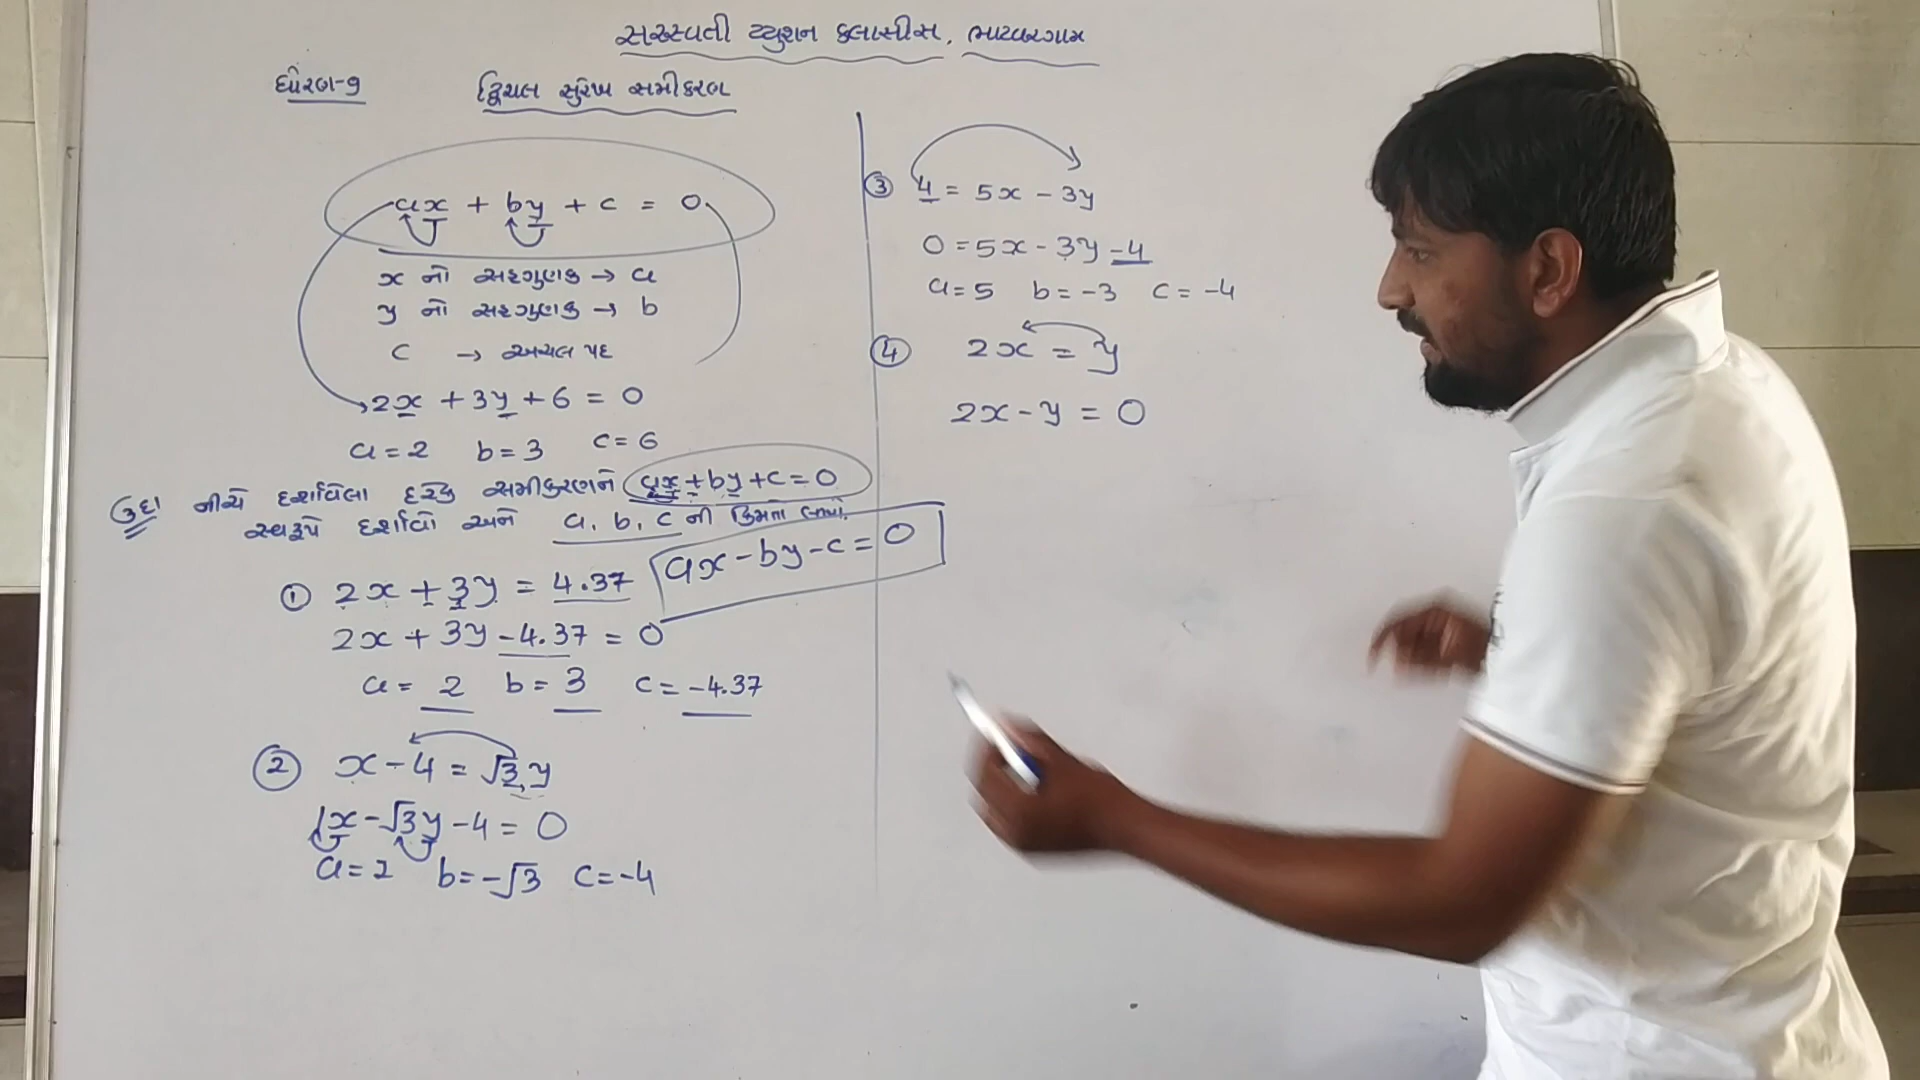 સરસ્વતી ટ્યુશન ક્લાસીસ, ભાટવરગામ
ધોરણ-9 દ્વિચલ સુરેખ સમીકરણ
ax + by + c = 0
x નો સહગુણક → a
y નો સહગુણક → b
c → અચલ પદ
2x + 3y + 6 = 0
a = 2 b = 3 c = 6
ઉદા નીચે દર્શાવેલા દરેક સમીકરણને ax + by + c = 0
સ્વરૂપે દર્શાવો અને a, b, c ની કિંમતો લખો.
ax - by - c = 0
① 2x + 3y = 4.37
2x + 3y - 4.37 = 0
a = 2 b = 3 c = -4.37
② x - 4 = √3 y
1x - √3y - 4 = 0
a = 2 b = -√3 c = -4
③ 4 = 5x - 3y
0 = 5x - 3y - 4
a = 5 b = -3 c = -4
④ 2x = y
2x - y = 0